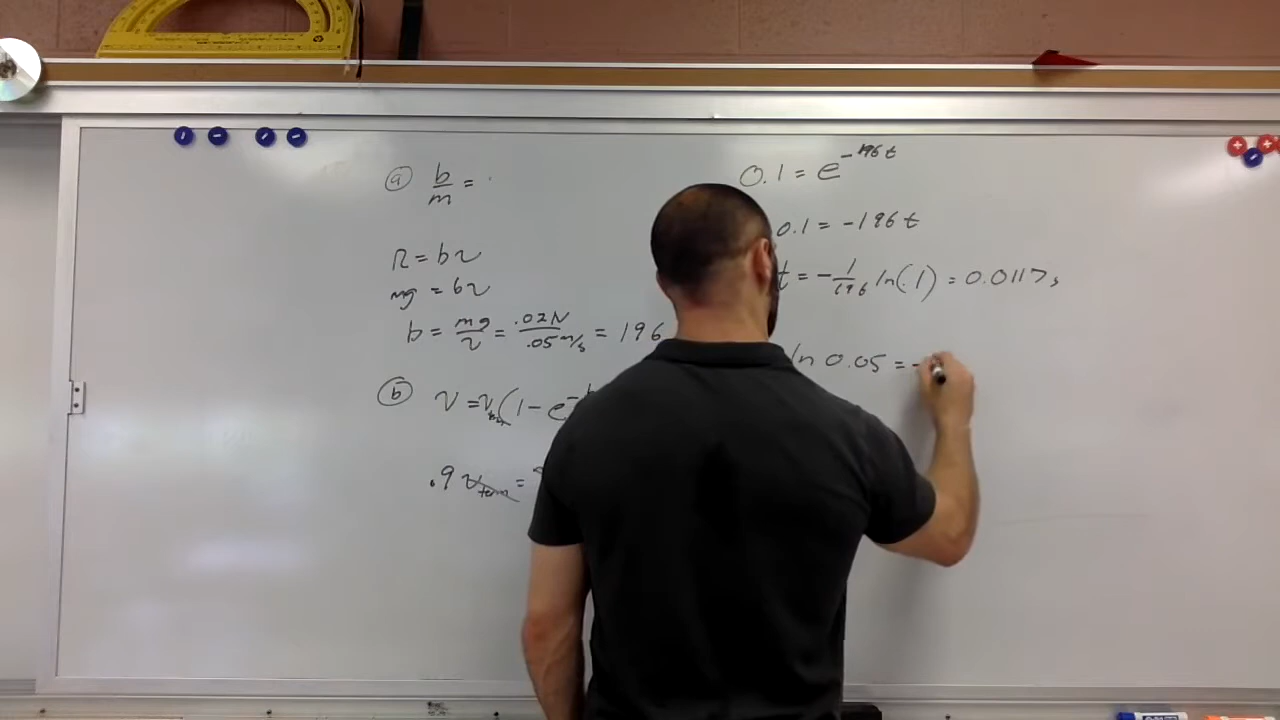 ⓐ b/m =
R = bv
mg = bv
b = mg/v = .02N/.05 m/s = 196
ⓑ v = v (1 - e^-
.9 v_term =
0.1 = e^-196t
0.1 = -196 t
t = -1/196 ln(.1) = 0.0117s
ln 0.05 = -